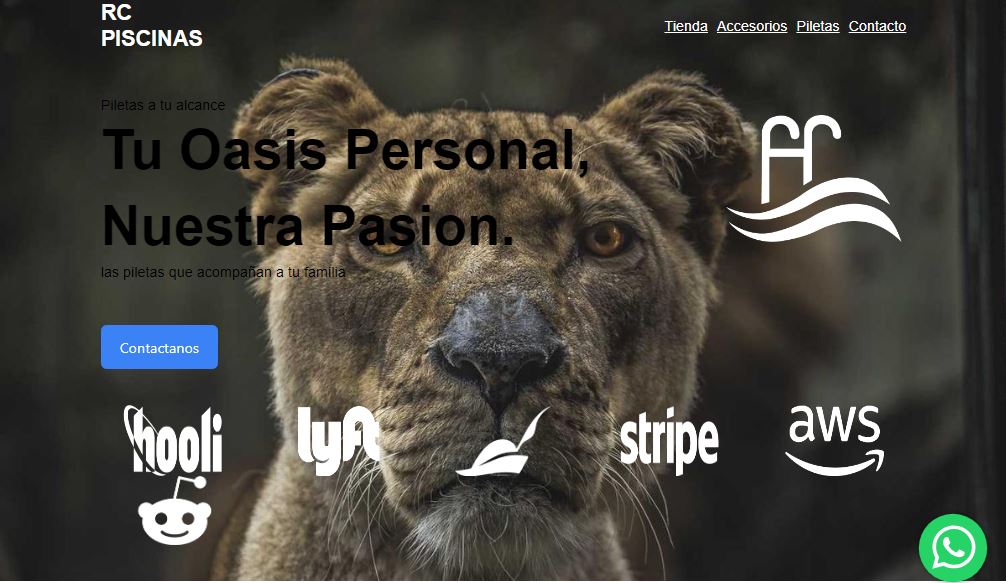 RC
PISCINAS
Tienda Accesorios Piletas Contacto
Piletas a tu alcance
Tu Oasis Personal,
Nuestra Pasion.
las piletas que acompañan a tu familia
Contactanos
hooli
lyft
stripe
aws